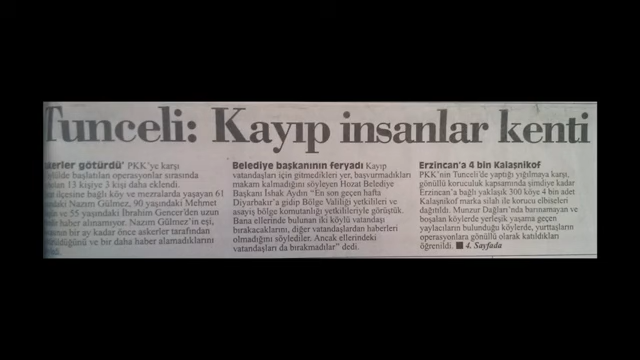 Tunceli: Kayıp insanlar kenti
erler götürdü' PKK'ye karşı
başlatılan operasyonlar sırasında
13 kişiye 3 kişi daha eklendi.
ilçesine bağlı köy ve mezralarda yaşayan 61
Nazım Gülmez, 90 yaşındaki Mehmet
ve 55 yaşındaki İbrahim Gencer'den uzun
haber alınamıyor. Nazım Gülmez'in eşi,
bir ay kadar önce askerler tarafından
ve bir daha haber alamadıklarını
Belediye başkanının feryadı Kayıp
vatandaşları için gitmedikleri yer, başvurmadıkları
makam kalmadığını söyleyen Hozat Belediye
Başkanı İshak Aydın "En son geçen hafta
Diyarbakır'a gidip Bölge Valiliği yetkilileri ve
asayiş bölge komutanlığı yetkilileriyle görüştük.
Bana ellerinde bulunan iki köylü vatandaşı
bırakacaklarını, diğer vatandaşlardan haberleri
olmadığını söylediler. Ancak ellerindeki
vatandaşları da bırakmadılar" dedi.
Erzincan'a 4 bin Kalaşnikof
PKK'nin Tunceli'de yaptığı yığılmaya karşı,
gönüllü koruculuk kapsamında şimdiye kadar
Erzincan'a bağlı yaklaşık 300 köye 4 bin adet
Kalaşnikof marka silah ile korucu elbiseleri
dağıtıldı. Munzur Dağları'nda barınamayan ve
boşalan köylerde yerleşik yaşama geçen
yaylacıların bulunduğu köylerde, yurttaşların
operasyonlara gönüllü olarak katıldıkları
öğrenildi. ■ 4. Sayfada